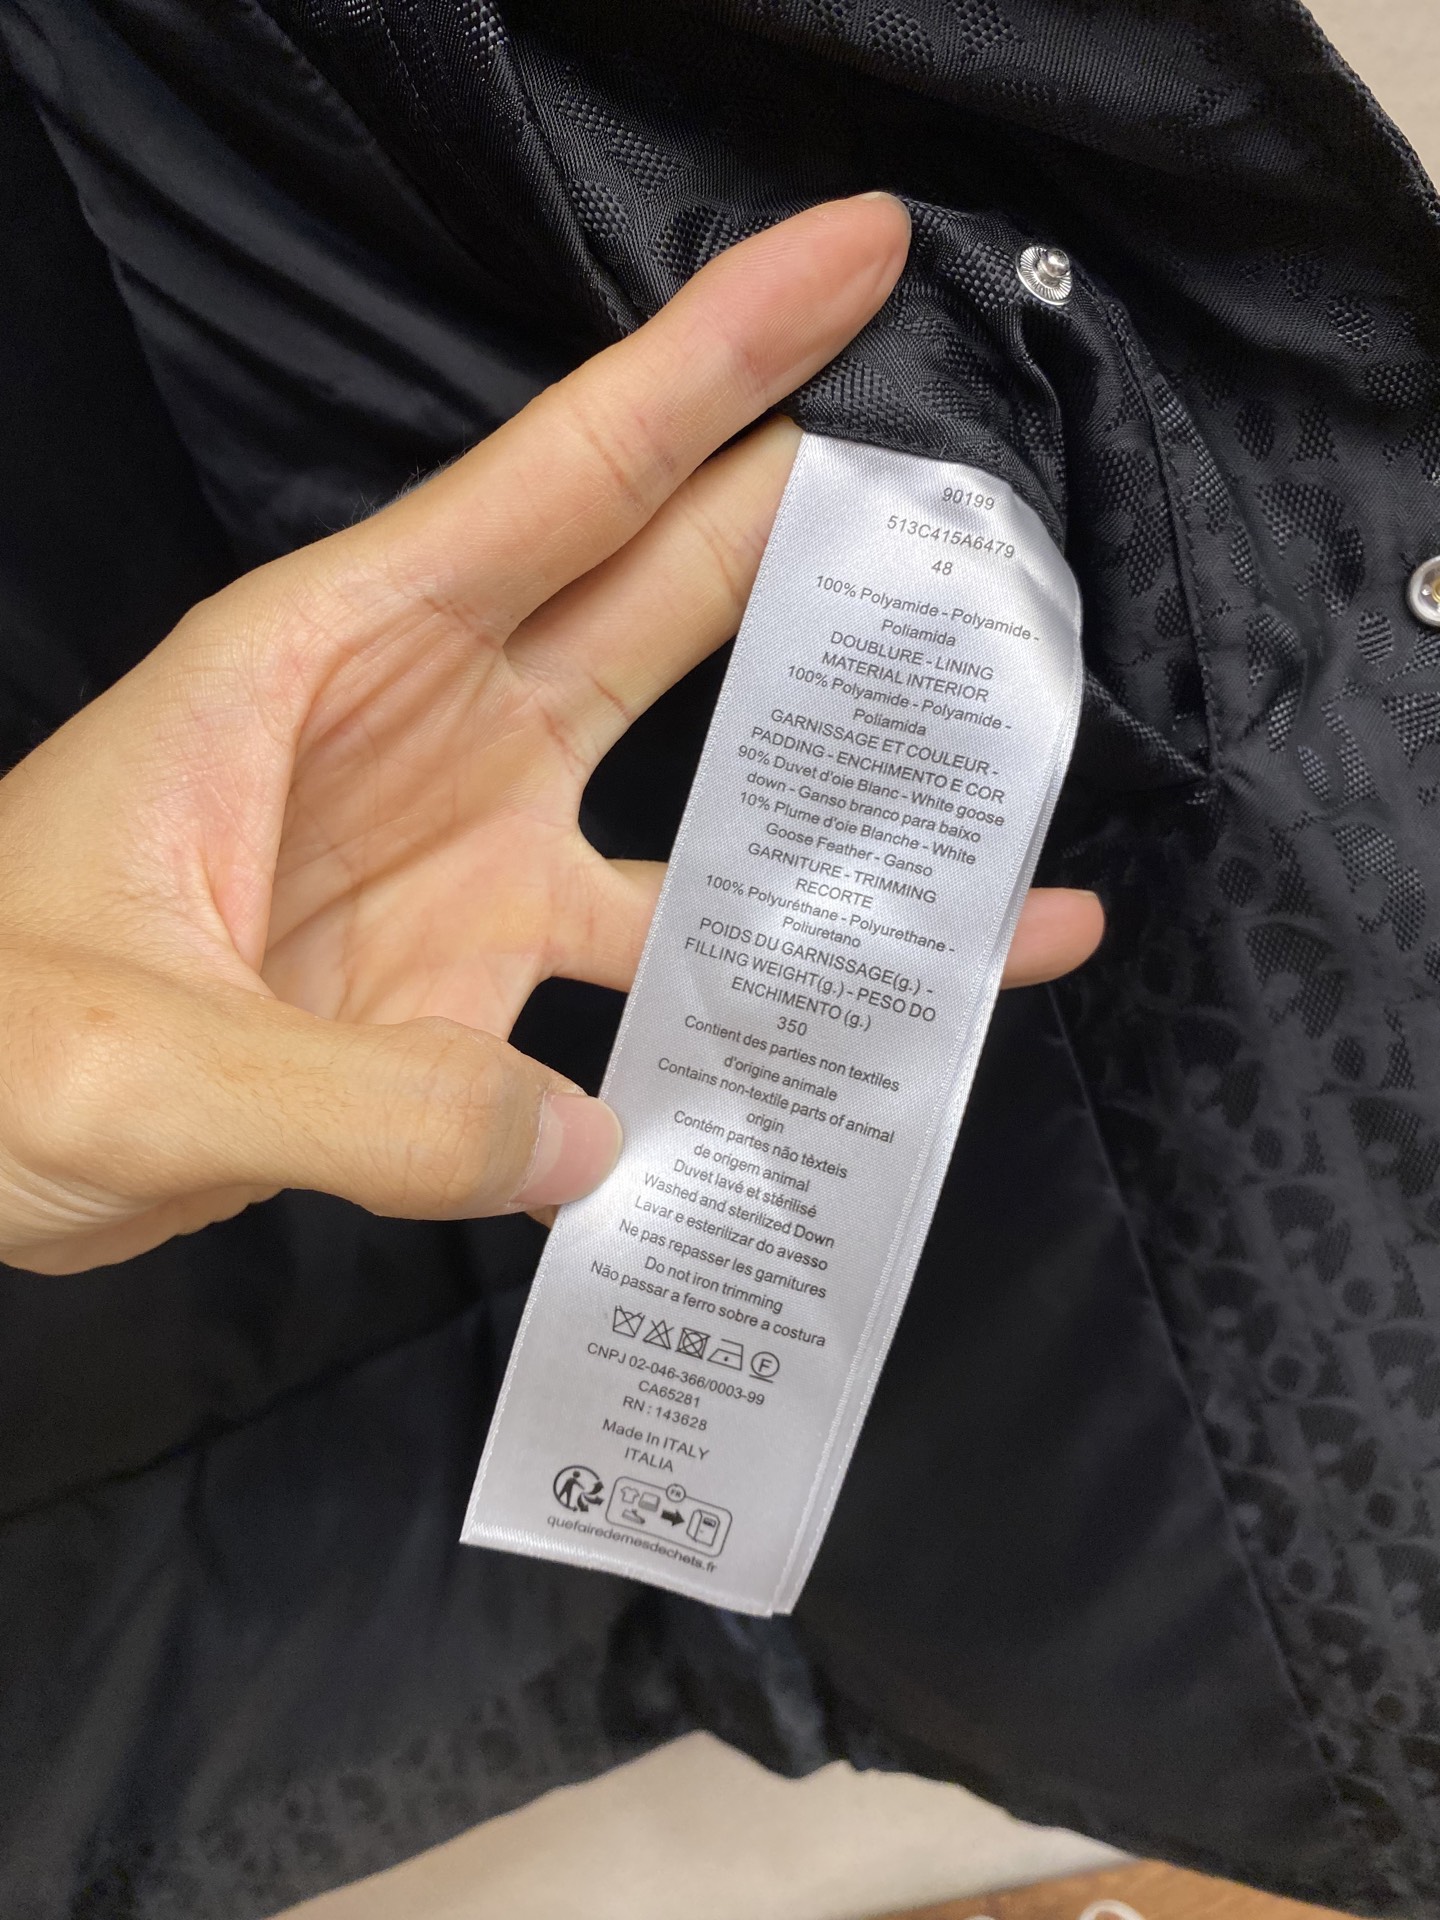 90199
513C415A6479
48
100% Polyamide - Polyamide -
Poliamida
DOUBLURE - LINING
MATERIAL INTERIOR
100% Polyamide - Polyamide -
Poliamida
GARNISSAGE ET COULEUR -
PADDING - ENCHIMENTO E COR
90% Duvet d'oie Blanc - White goose
down - Ganso branco para baixo
10% Plume d'oie Blanche - White
Goose Feather - Ganso
GARNITURE - TRIMMING
RECORTE
100% Polyuréthane - Polyurethane -
Poliuretano
POIDS DU GARNISSAGE(g.) -
FILLING WEIGHT(g.) - PESO DO
ENCHIMENTO (g.)
350
Contient des parties non textiles
d'origine animale
Contains non-textile parts of animal
origin
Contém partes não têxteis
de origem animal
Duvet lavé et stérilisé
Washed and sterilized Down
Lavar e esterilizar do avesso
Ne pas repasser les garnitures
Do not iron trimming
Não passar a ferro sobre a costura
F
CNPJ 02-046-366/0003-99
CA65281
RN : 143628
Made In ITALY
ITALIA
FR
quefairedemesdechets.fr